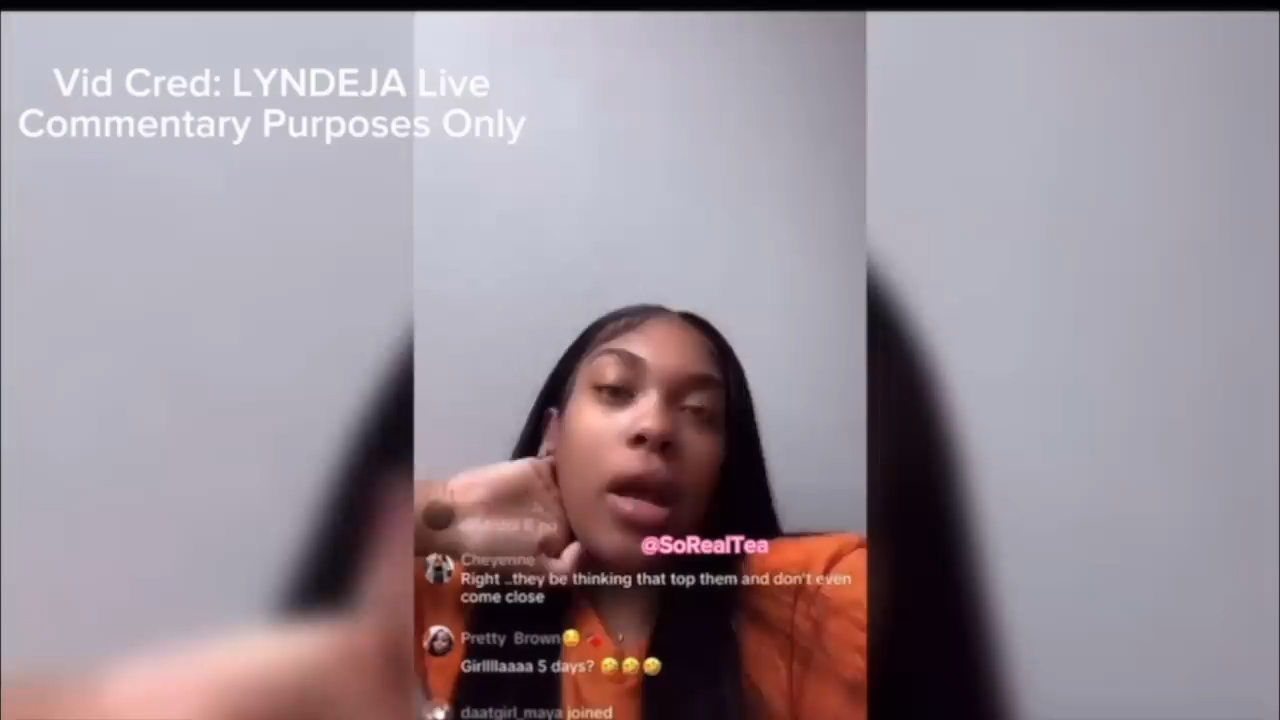 Vid Cred: LYNDEJA Live
Commentary Purposes Only
@SoRealTea
Cheyenne
Right ..they be thinking that top them and don't even
come close
Pretty Brown😫
Girlllllaaaa 5 days? 🤣🤣🤣
daatgirl_maya joined